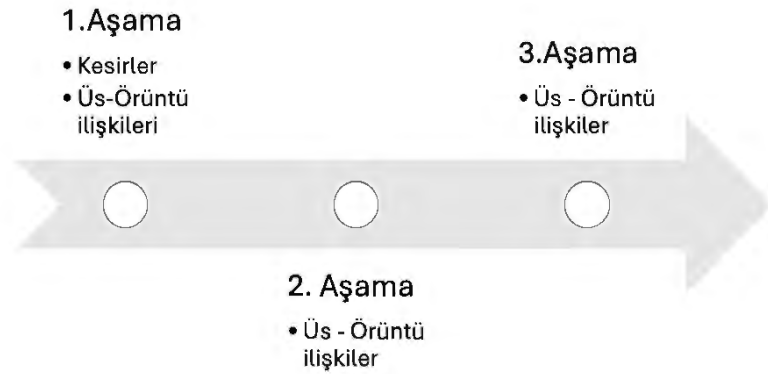 1.Aşama
• Kesirler
• Üs-Örüntü
ilişkileri
2. Aşama
• Üs - Örüntü
ilişkiler
3.Aşama
• Üs - Örüntü
ilişkiler